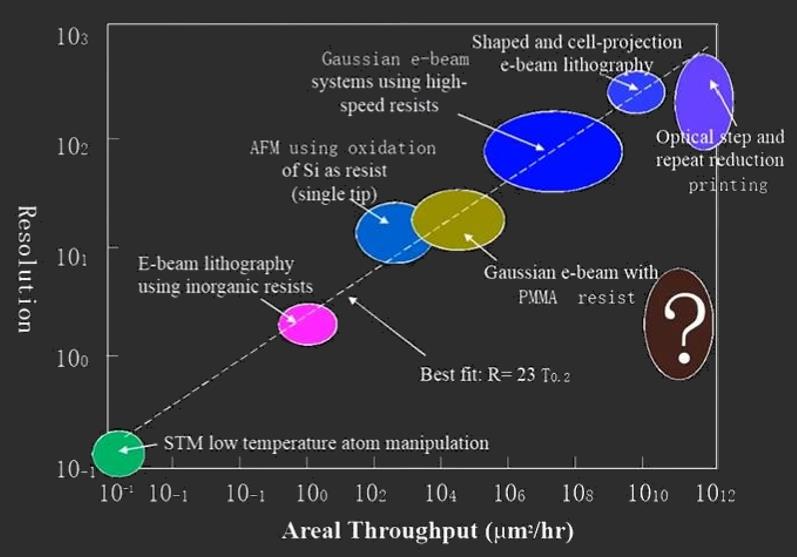 10³
Shaped and cell-projection
e-beam lithography
Gaussian e-beam
systems using high-
speed resists
Optical step and
repeat reduction
printing
10²
AFM using oxidation
of Si as resist
(single tip)
Resolution
10¹
E-beam lithography
using inorganic resists
Gaussian e-beam with
PMMA resist
?
10⁰
Best fit: R= 23 T0.2
STM low temperature atom manipulation
10-1
10-¹ 10-1 10-1 10⁰ 10² 10⁴ 10⁶ 10⁸ 10¹⁰ 10¹²
Areal Throughput (μm²/hr)